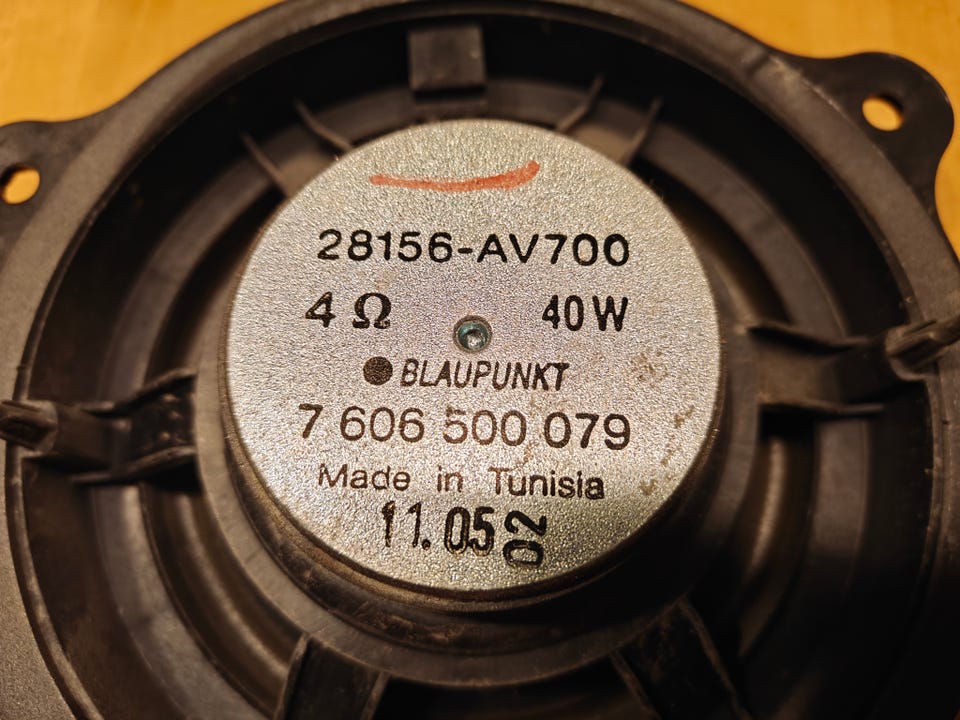 28156-AV700
4 Ω 40 W
BLAUPUNKT
7 606 500 079
Made in Tunisia
11.05 02